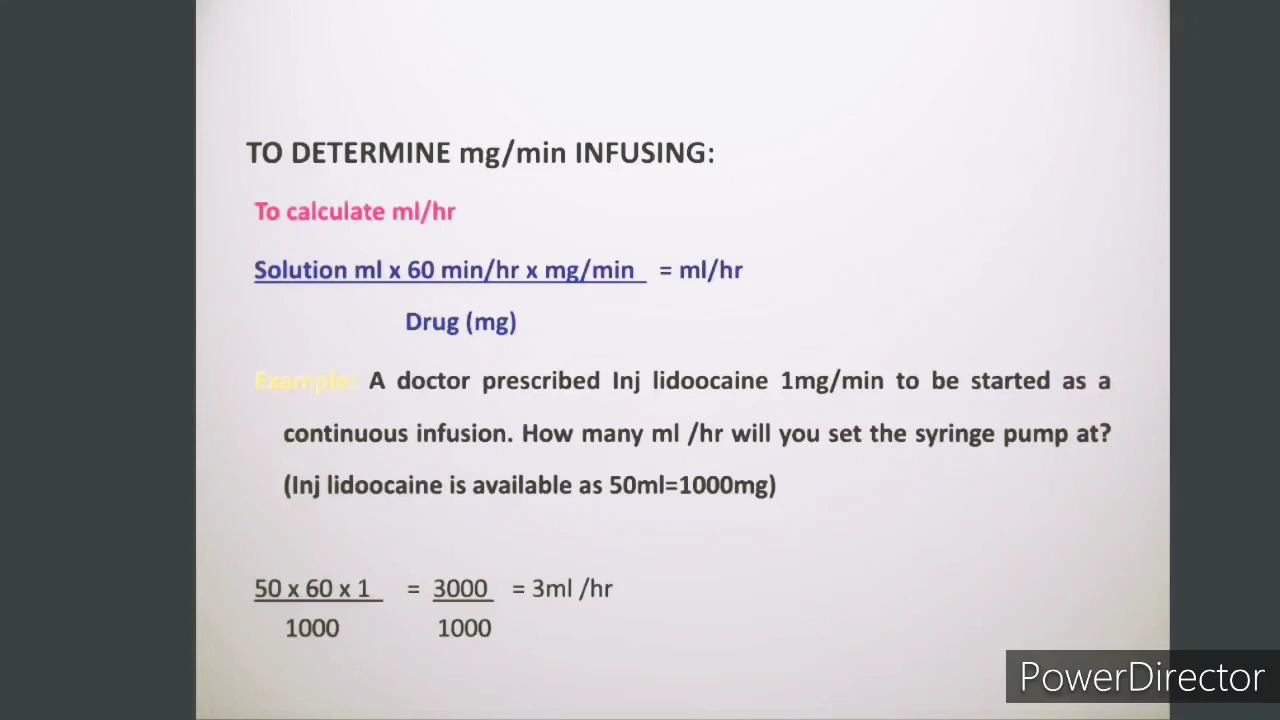 TO DETERMINE mg/min INFUSING:
To calculate ml/hr
Solution ml x 60 min/hr x mg/min = ml/hr
Drug (mg)
Example: A doctor prescribed Inj lidoocaine 1mg/min to be started as a
continuous infusion. How many ml /hr will you set the syringe pump at?
(Inj lidoocaine is available as 50ml=1000mg)
50 x 60 x 1 = 3000 = 3ml /hr
1000 1000
PowerDirector